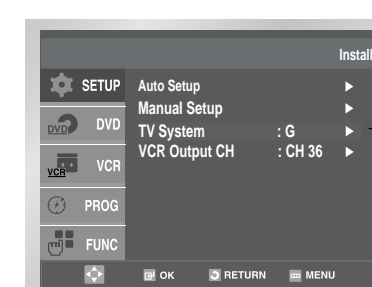 Install
SETUP
DVD
DVD
VCR
VCR
PROG
FUNC
Auto Setup
Manual Setup
TV System : G
VCR Output CH : CH 36
OK RETURN MENU